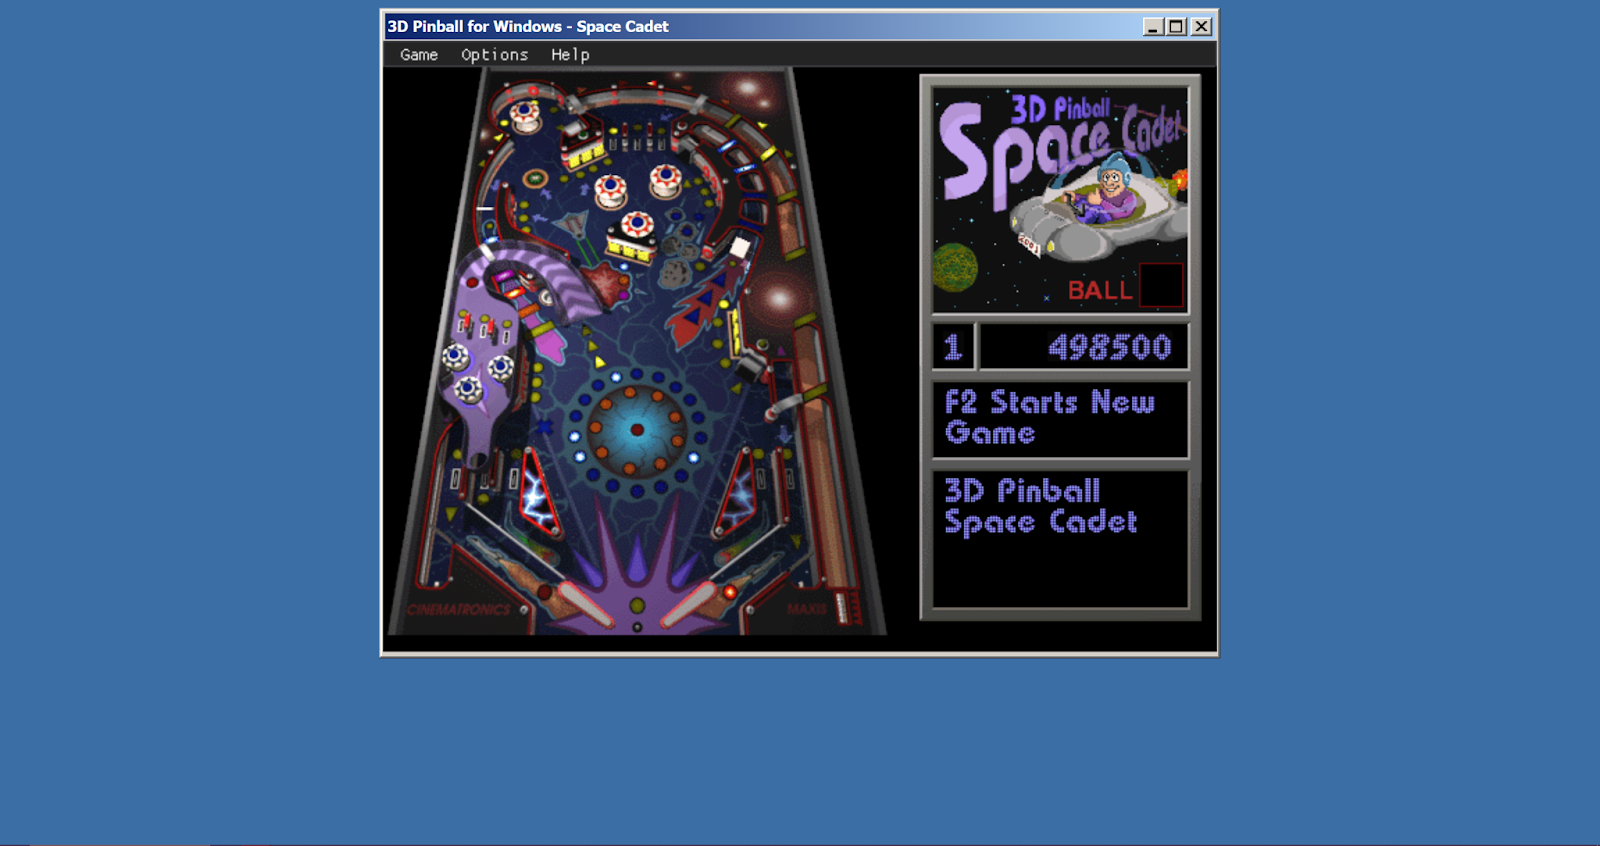 3D Pinball for Windows - Space Cadet
Game Options Help
3D Pinball
Space Cadet
BALL
1 498500
F2 Starts New
Game
3D Pinball
Space Cadet
CINEMATRONICS
MAXIS